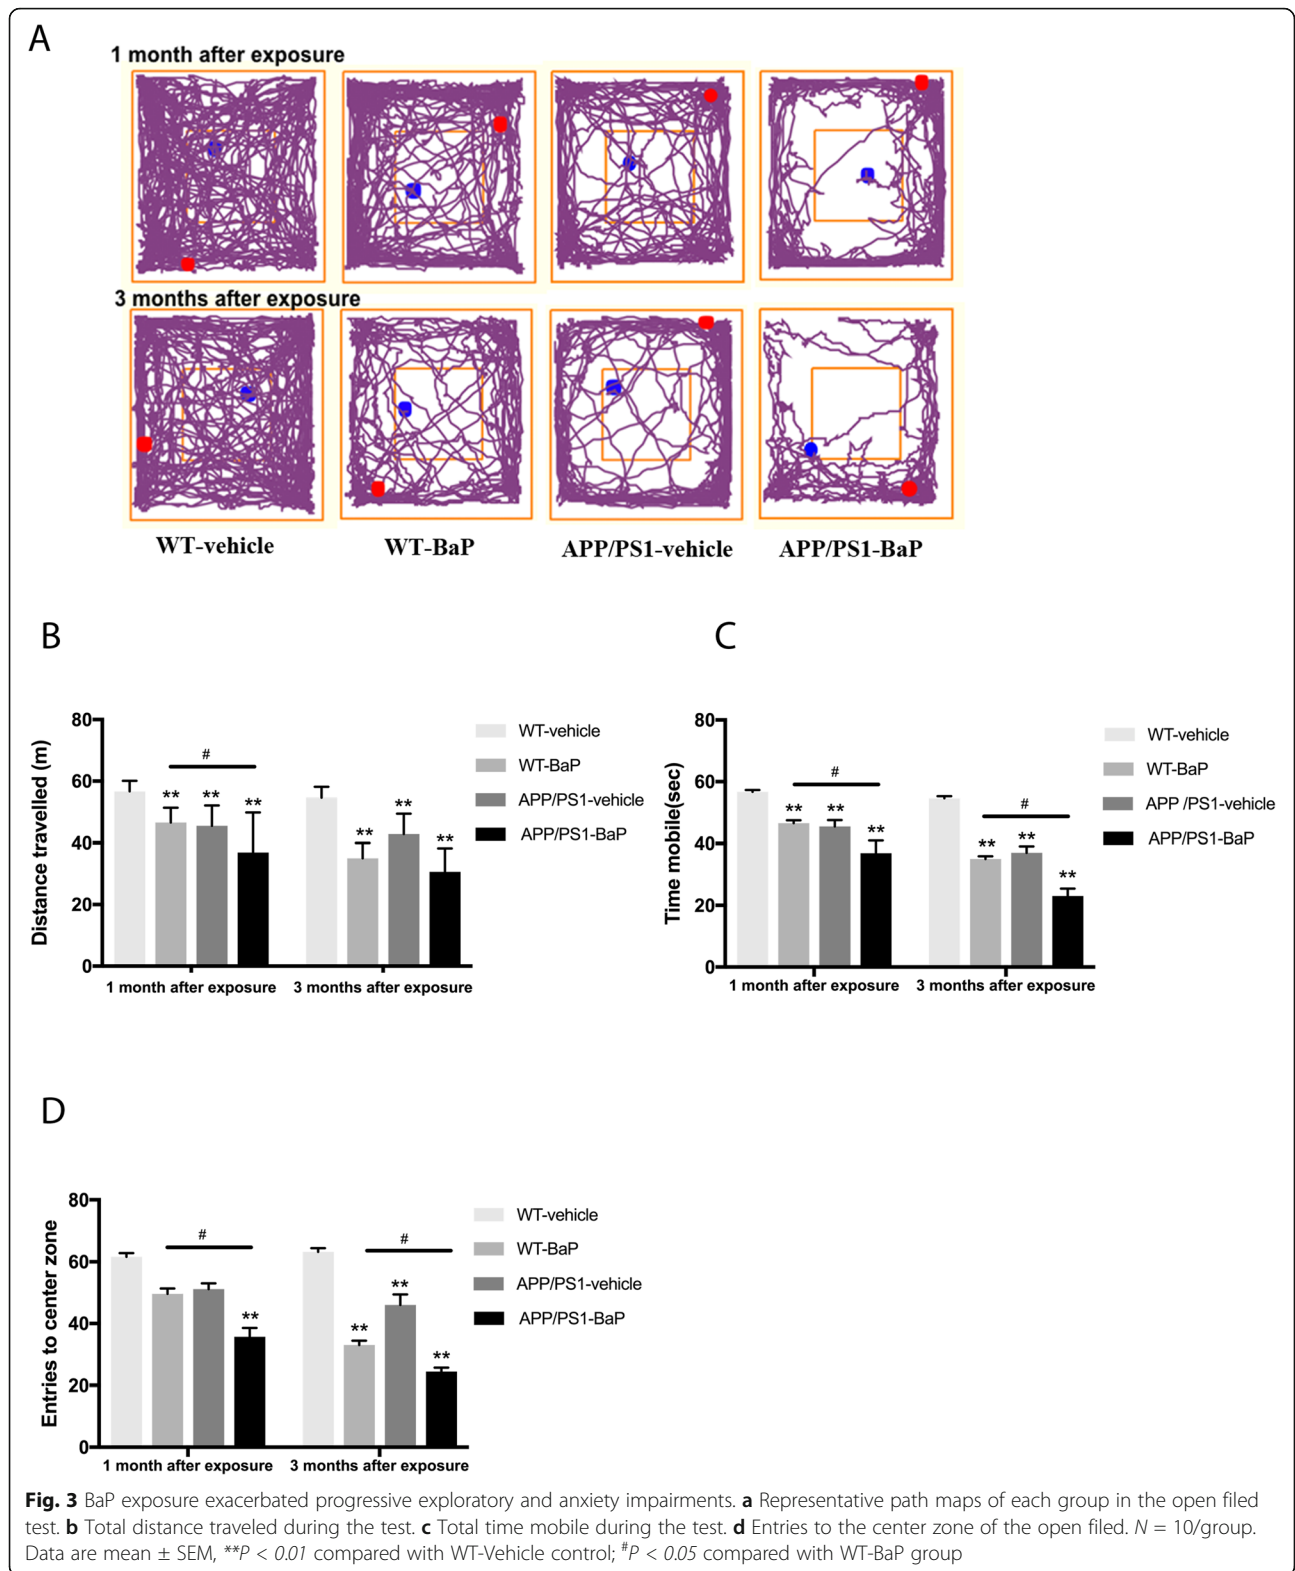 A
1 month after exposure
3 months after exposure
WT-vehicle
WT-BaP
APP/PS1-vehicle
APP/PS1-BaP
B
80
60
40
20
0
Distance travelled (m)
#
** ** **
** ** **
1 month after exposure
3 months after exposure
WT-vehicle
WT-BaP
APP/PS1-vehicle
APP/PS1-BaP
C
80
60
40
20
0
Time mobile(sec)
#
** ** **
#
** ** **
1 month after exposure
3 months after exposure
WT-vehicle
WT-BaP
APP /PS1-vehicle
APP/PS1-BaP
D
80
60
40
20
0
Entries to center zone
#
**
#
** ** **
1 month after exposure
3 months after exposure
WT-vehicle
WT-BaP
APP/PS1-vehicle
APP/PS1-BaP
Fig. 3 BaP exposure exacerbated progressive exploratory and anxiety impairments. a Representative path maps of each group in the open filed
test. b Total distance traveled during the test. c Total time mobile during the test. d Entries to the center zone of the open filed. N = 10/group.
Data are mean ± SEM, **P < 0.01 compared with WT-Vehicle control; #P < 0.05 compared with WT-BaP group